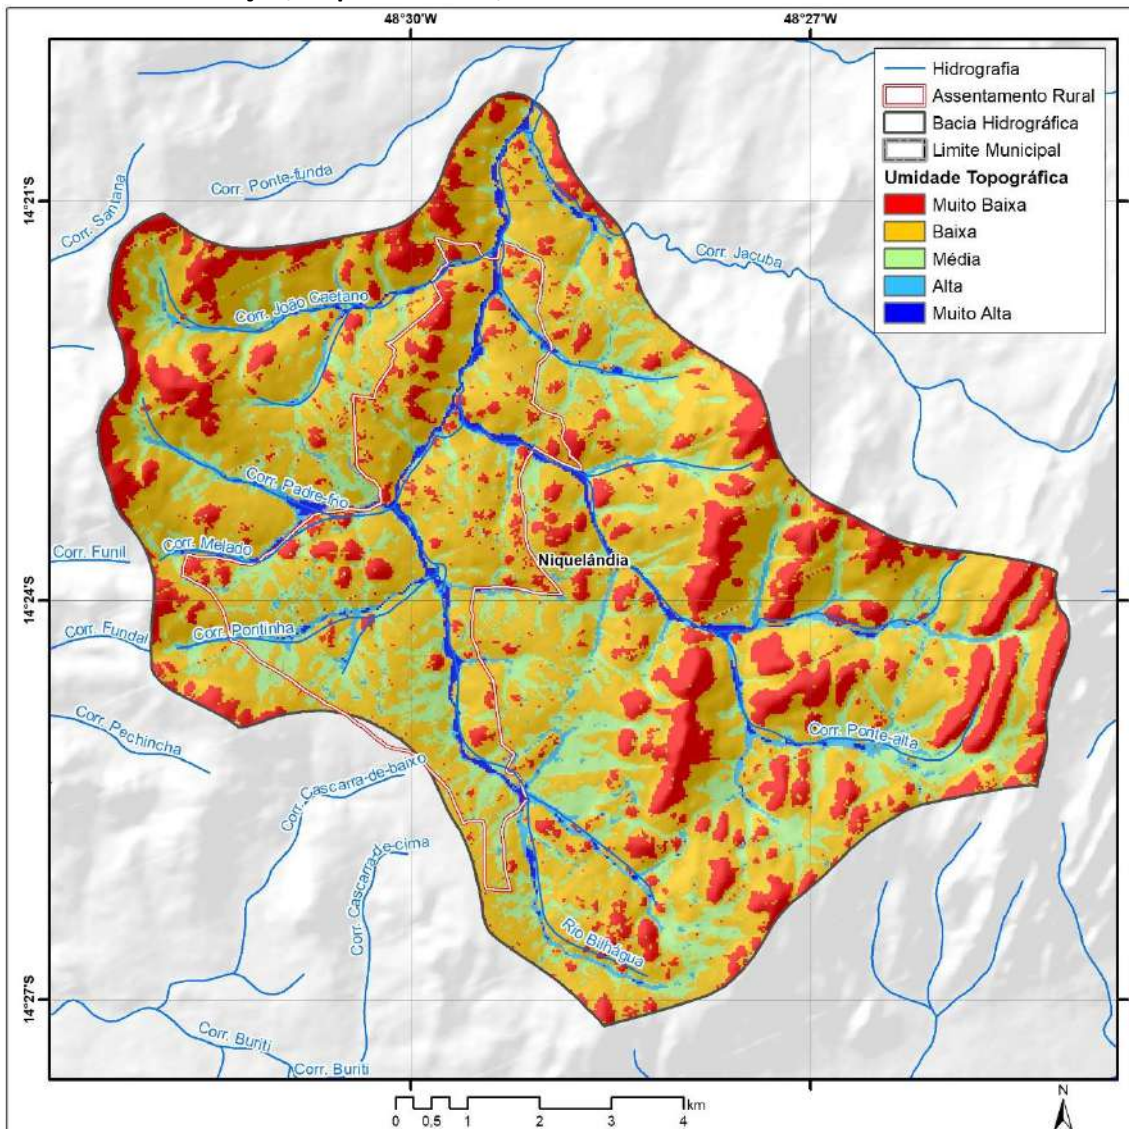 48°30'W
48°27'W
Hidrografia
Assentamento Rural
Bacia Hidrográfica
Limite Municipal
Umidade Topográfica
Muito Baixa
Baixa
Média
Alta
Muito Alta
Corr. Ponte-funda
Corr. Santana
14°21'S
Corr. Jacuba
Corr. João Caetano
Corr. Padre-frio
Corr. Melado
Corr. Funil
Niquelândia
14°24'S
Corr. Fundal
Corr. Pontinha
Corr. Pechincha
Corr. Ponte-alta
Corr. Cascarra-de-baixo
Corr. Cascarra-de-cima
Rio Bilhágua
14°27'S
Corr. Buriti
Corr. Buriti
N
km
0 0,5 1 2 3 4